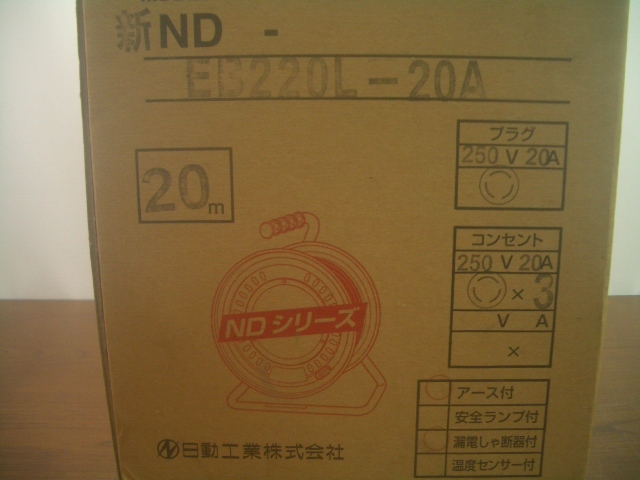 新ND -
EB220L-20A
20m
プラグ
250 V 20A
コンセント
250 V 20A
×3
V A
×
NDシリーズ
アース付
安全ランプ付
漏電しゃ断器付
温度センサー付
日動工業株式会社